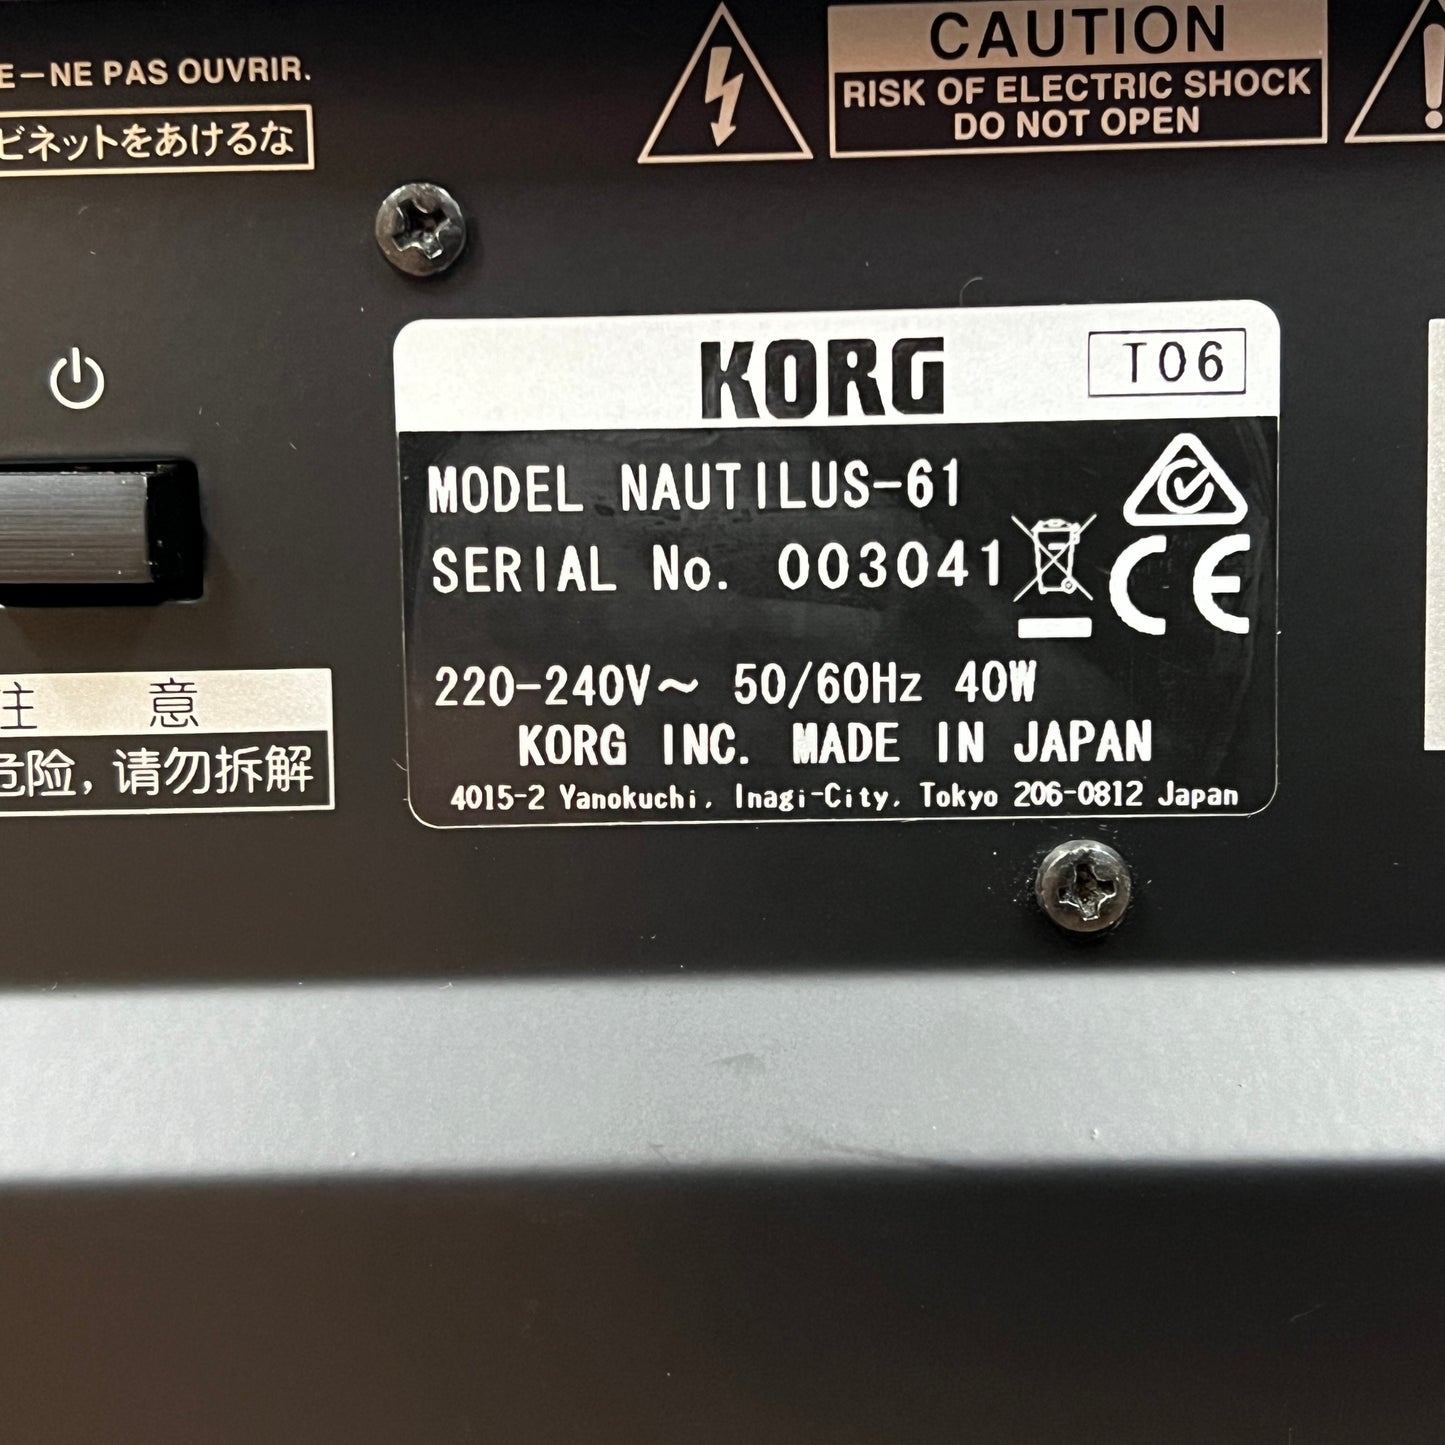 E-NE PAS OUVRIR.
ビネットをあけるな
CAUTION
RISK OF ELECTRIC SHOCK
DO NOT OPEN
KORG
T06
MODEL NAUTILUS-61
SERIAL No. 003041
CE
220-240V~ 50/60Hz 40W
KORG INC. MADE IN JAPAN
4015-2 Yanokuchi, Inagi-City, Tokyo 206-0812 Japan
注 意
危险，请勿拆解